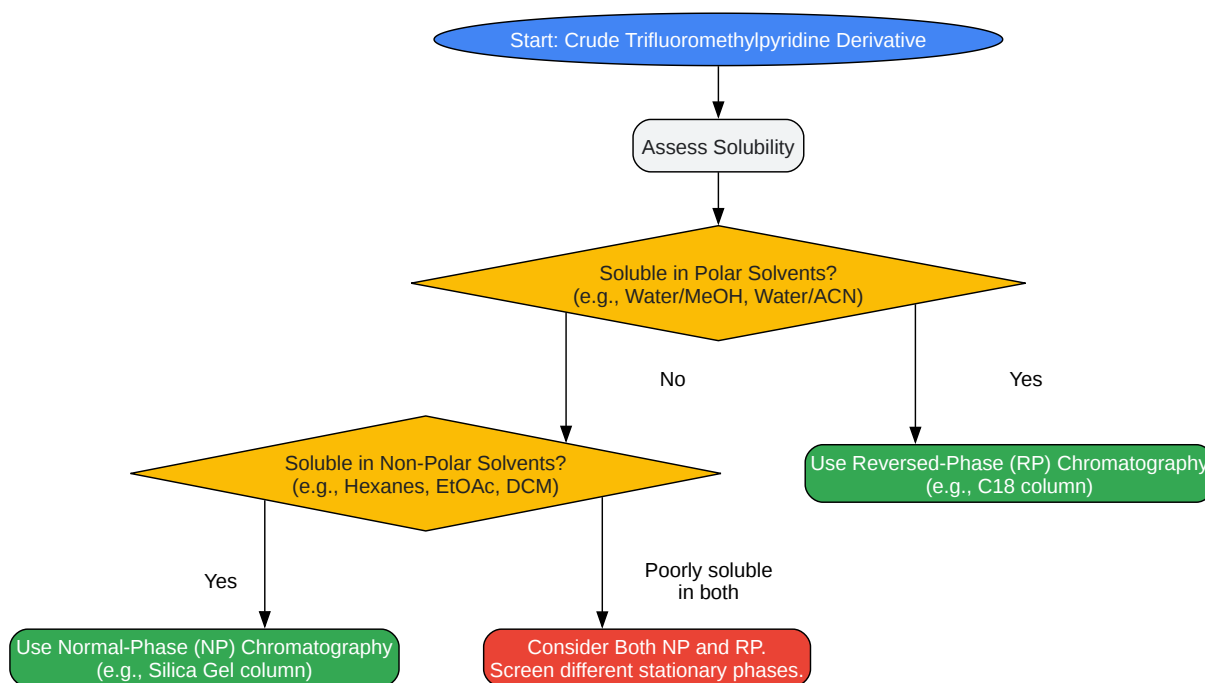 Start: Crude Trifluoromethylpyridine Derivative
Assess Solubility
Soluble in Polar Solvents?
(e.g., Water/MeOH, Water/ACN)
No
Yes
Soluble in Non-Polar Solvents?
(e.g., Hexanes, EtOAc, DCM)
Use Reversed-Phase (RP) Chromatography
(e.g., C18 column)
Yes
Poorly soluble
in both
Use Normal-Phase (NP) Chromatography
(e.g., Silica Gel column)
Consider Both NP and RP.
Screen different stationary phases.